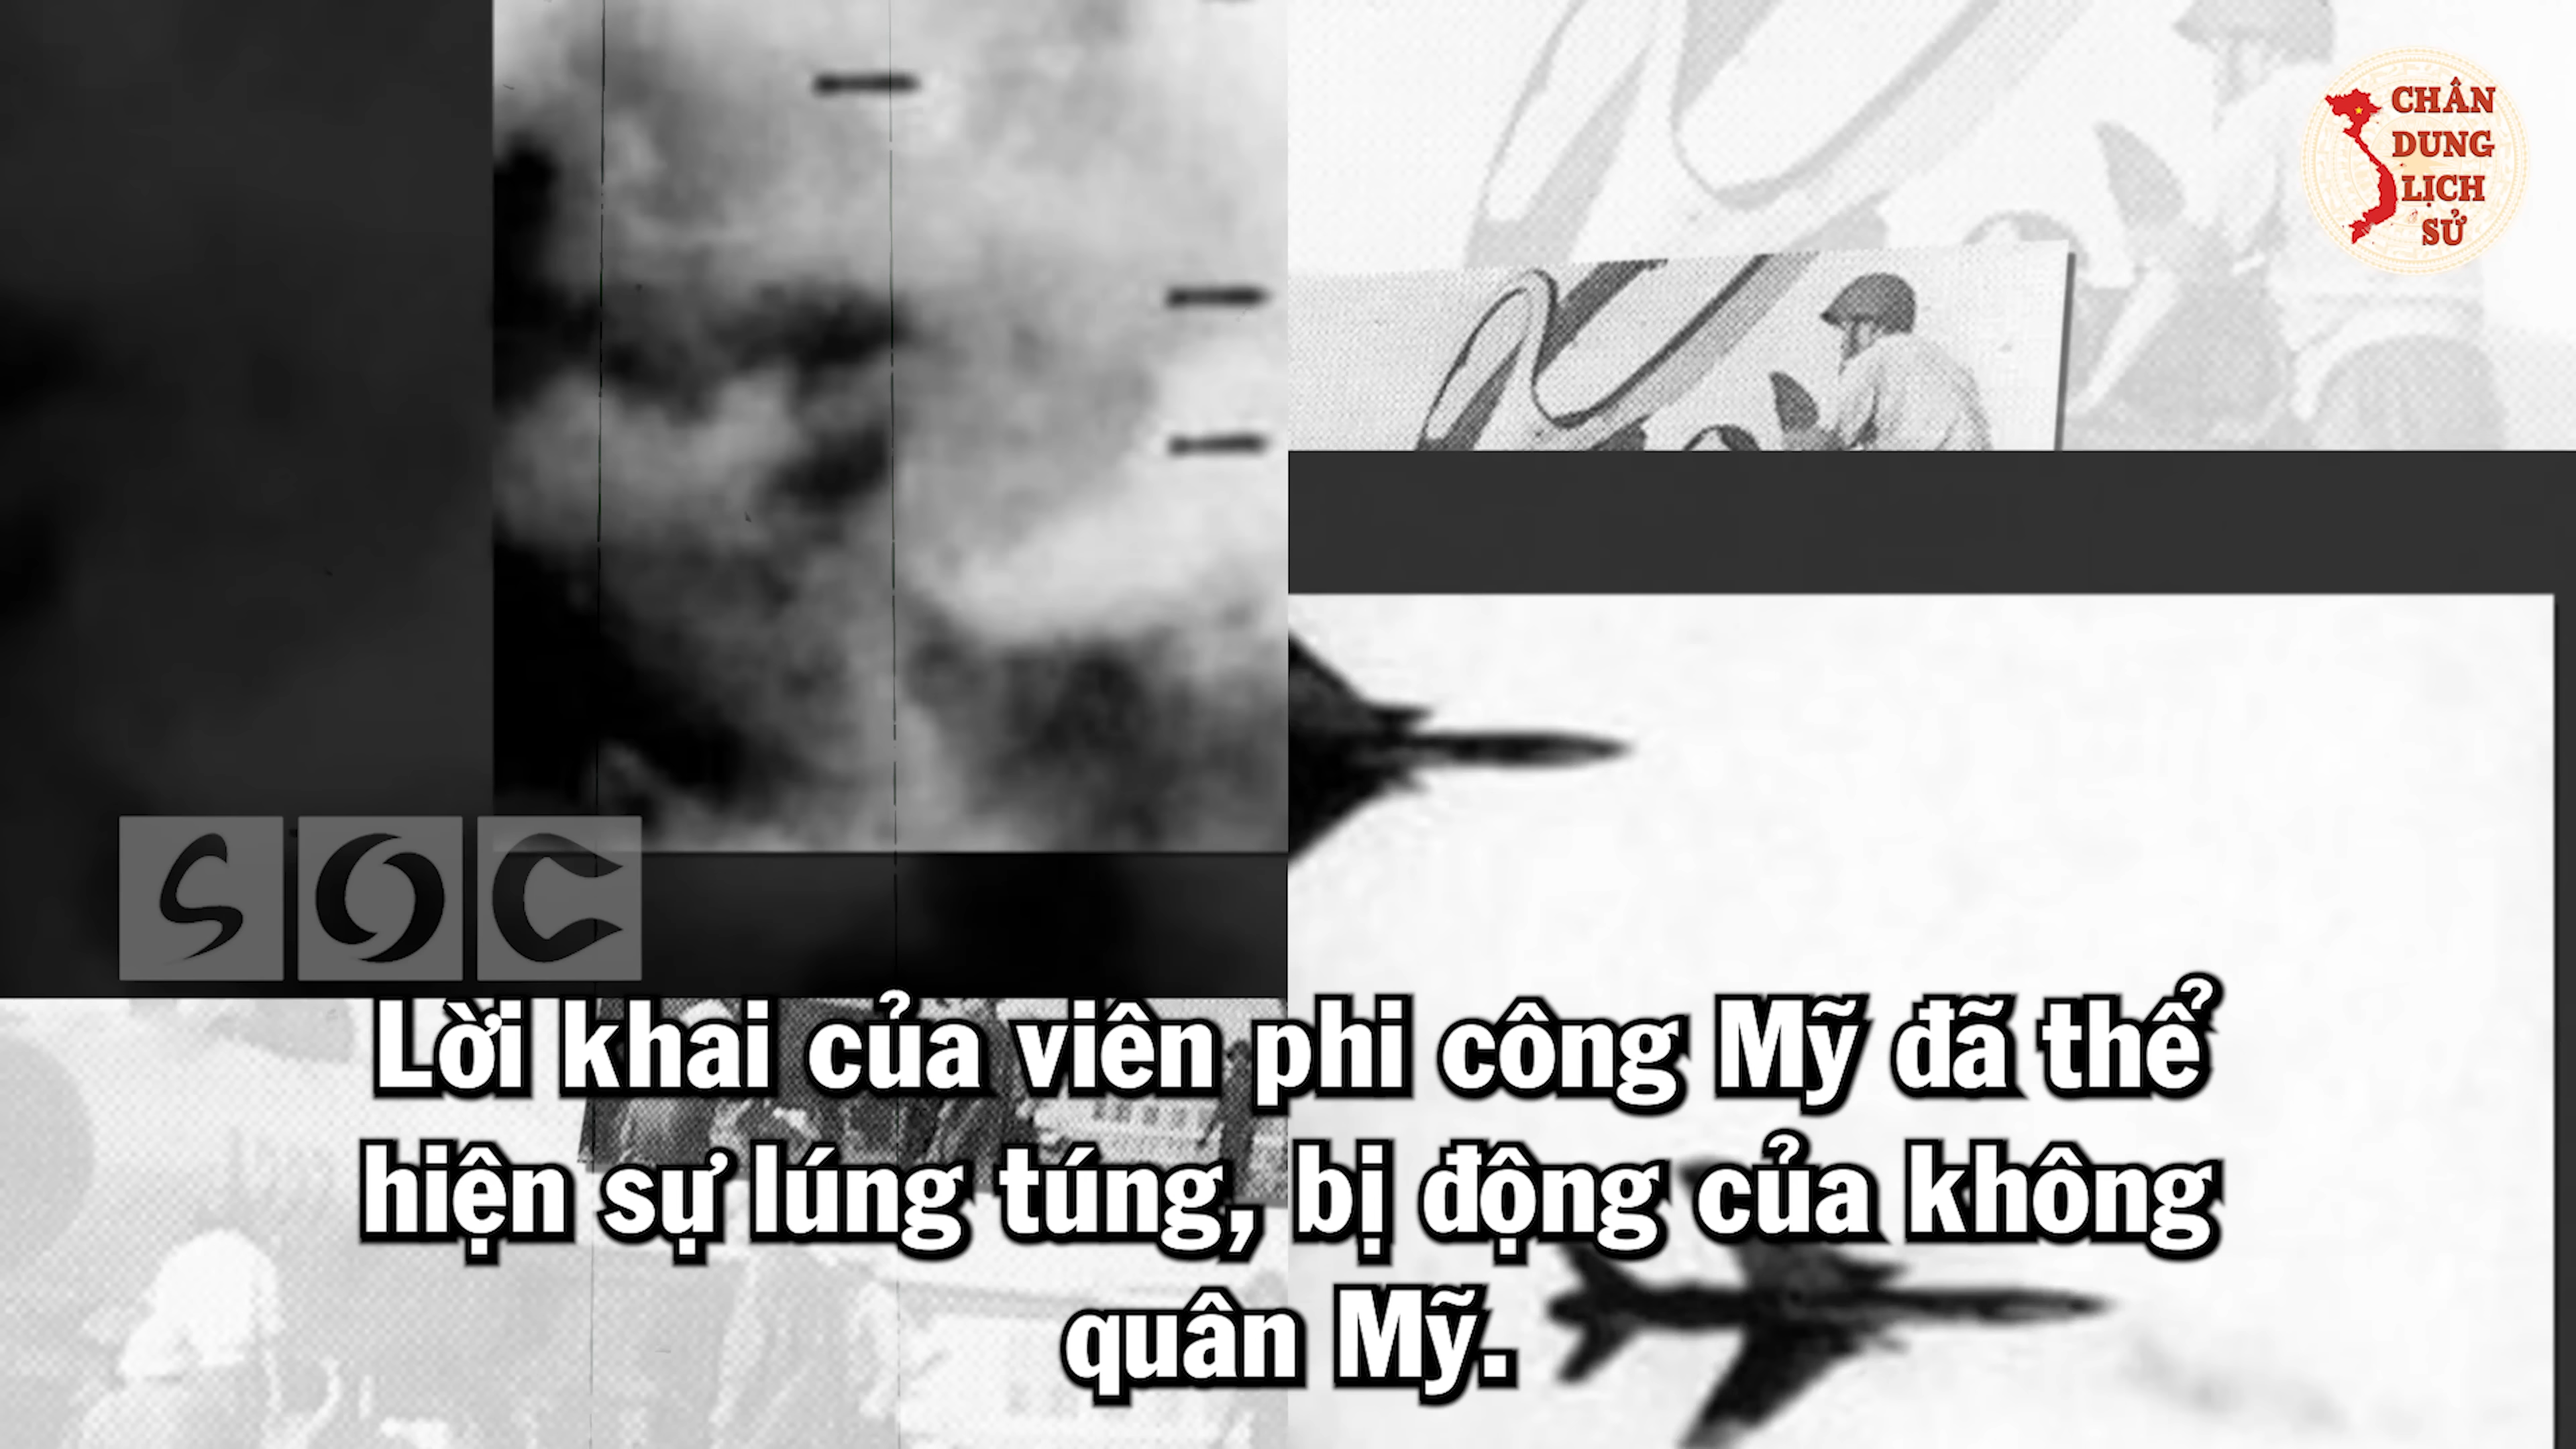 CHÂN
DUNG
LỊCH
SỬ
SOC
Lời khai của viên phi công Mỹ đã thể
hiện sự lúng túng, bị động của không
quân Mỹ.